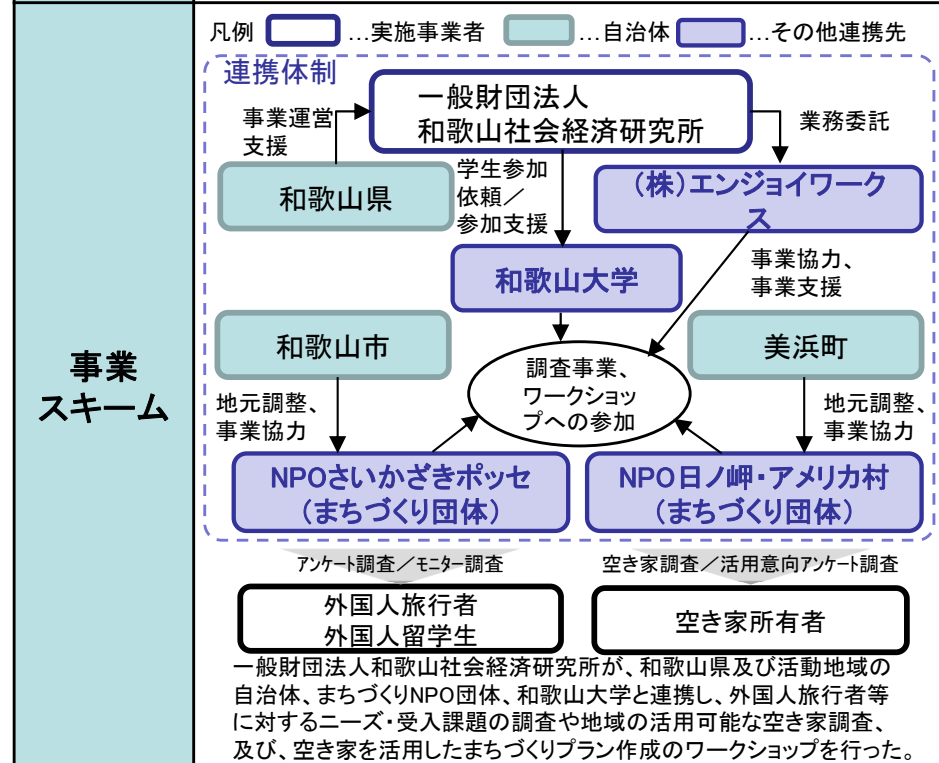 凡例 …実施事業者 …自治体 …その他連携先
連携体制
一般財団法人
和歌山社会経済研究所
事業運営
支援
業務委託
和歌山県
学生参加
依頼／
参加支援
（株）エンジョイワーク
ス
和歌山大学
事業協力、
事業支援
和歌山市
美浜町
調査事業、
ワークショッ
プへの参加
事業
スキーム
地元調整、
事業協力
地元調整、
事業協力
NPOさいかざきポッセ
（まちづくり団体）
NPO日ノ岬・アメリカ村
（まちづくり団体）
アンケート調査／モニター調査
空き家調査／活用意向アンケート調査
外国人旅行者
外国人留学生
空き家所有者
一般財団法人和歌山社会経済研究所が、和歌山県及び活動地域の
自治体、まちづくりNPO団体、和歌山大学と連携し、外国人旅行者等
に対するニーズ・受入課題の調査や地域の活用可能な空き家調査、
及び、空き家を活用したまちづくりプラン作成のワークショップを行った。